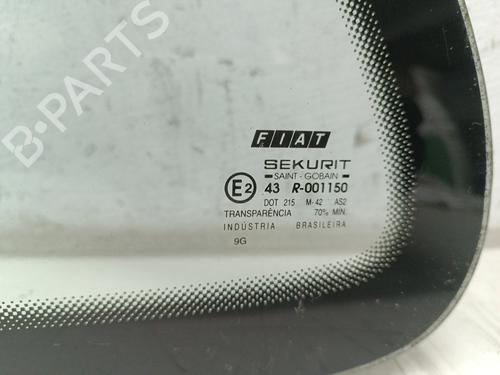 B-PARTS
FIAT
SEKURIT
SAINT-GOBAIN
E2 43 R-001150
DOT 215 M-42 AS2
TRANSPARÊNCIA 70% MIN.
INDÚSTRIA BRASILEIRA
9G